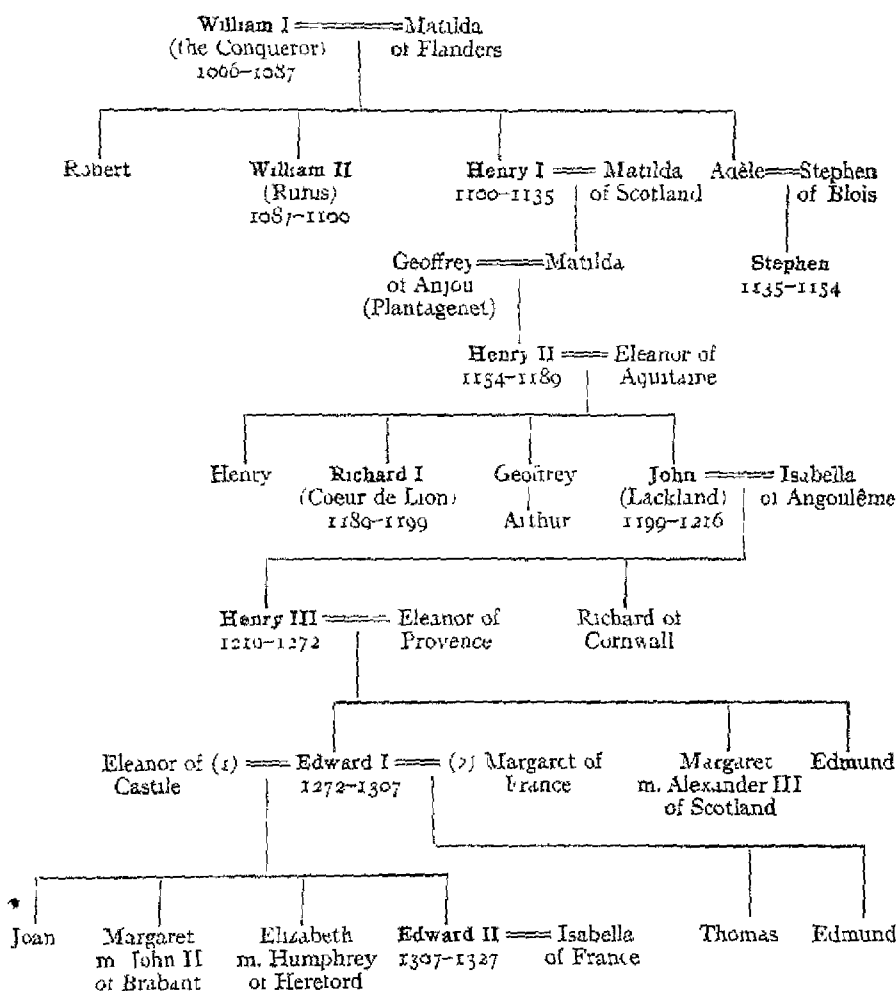 William I Matilda
(the Conqueror) of Flanders
1066–1087
Robert William II Henry I Matilda Adèle Stephen
(Rufus) 1100–1135 of Scotland of Blois
1087–1100
Geoffrey Matilda Stephen
of Anjou 1135–1154
(Plantagenet)
Henry II Eleanor of
1154–1189 Aquitaine
Henry Richard I Geoffrey John Isabella
(Coeur de Lion) (Lackland) of Angoulême
1189–1199 Arthur 1199–1216
Henry III Eleanor of Richard of
1216–1272 Provence Cornwall
Eleanor of (1) Edward I (2) Margaret of Margaret Edmund
Castile 1272–1307 France m. Alexander III
of Scotland
Joan Margaret Elizabeth Edward II Isabella Thomas Edmund
m. John II m. Humphrey 1307–1327 of France
of Brabant of Hereford